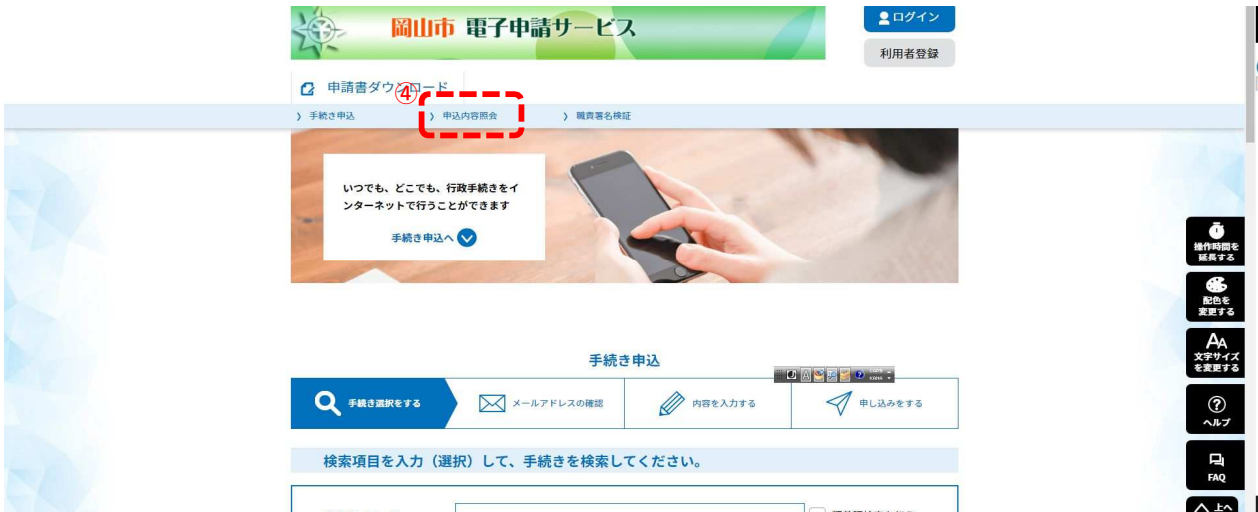 岡山市 電子申請サービス
ログイン
利用者登録
申請書ダウンロード
④
手続き申込
申込内容照会
職責署名検証
いつでも、どこでも、行政手続きをイ
ンターネットで行うことができます
手続き申込へ
操作時間を
延長する
配色を
変更する
文字サイズ
を変更する
ヘルプ
FAQ
上へ
手続き申込
手続き選択をする
メールアドレスの確認
内容を入力する
申し込みをする
検索項目を入力（選択）して、手続きを検索してください。